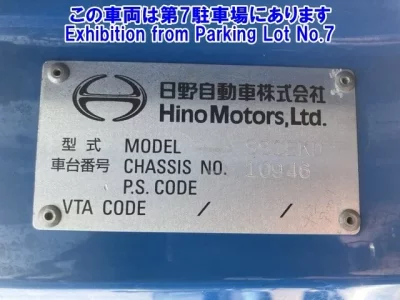 この車両は第7駐車場にあります
Exhibition from Parking Lot No.7
日野自動車株式会社
Hino Motors, Ltd.
型式 MODEL
車台番号 CHASSIS NO. 10946
P.S. CODE
VTA CODE / /